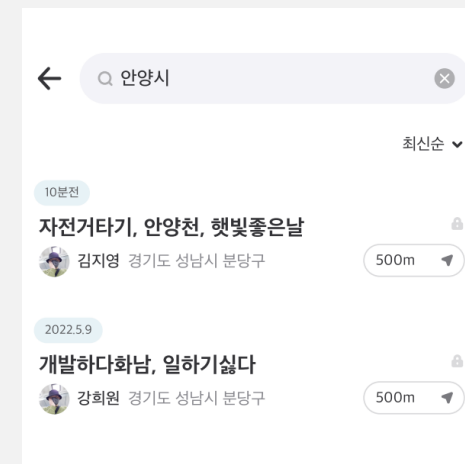 안양시
최신순
10분전
자전거타기, 안양천, 햇빛좋은날
김지영 경기도 성남시 분당구
500m
2022.5.9
개발하다화남, 일하기싫다
강희원 경기도 성남시 분당구
500m